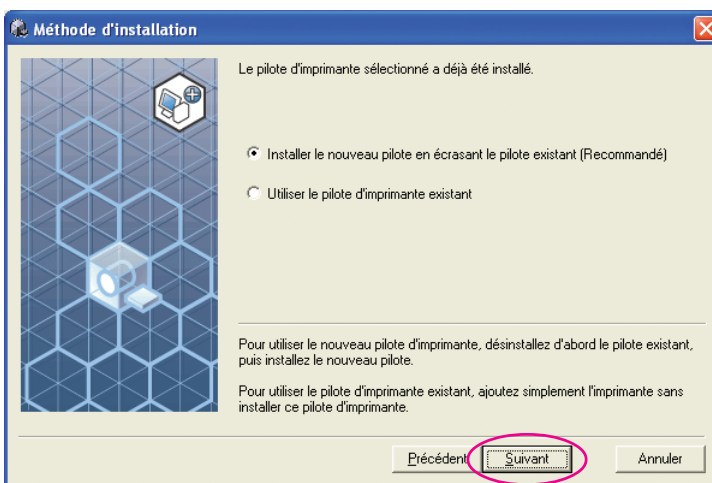 Méthode d'installation
Le pilote d'imprimante sélectionné a déjà été installé.
Installer le nouveau pilote en écrasant le pilote existant (Recommandé)
Utiliser le pilote d'imprimante existant
Pour utiliser le nouveau pilote d'imprimante, désinstallez d'abord le pilote existant,
puis installez le nouveau pilote.
Pour utiliser le pilote d'imprimante existant, ajoutez simplement l'imprimante sans
installer ce pilote d'imprimante.
Précédent Suivant Annuler